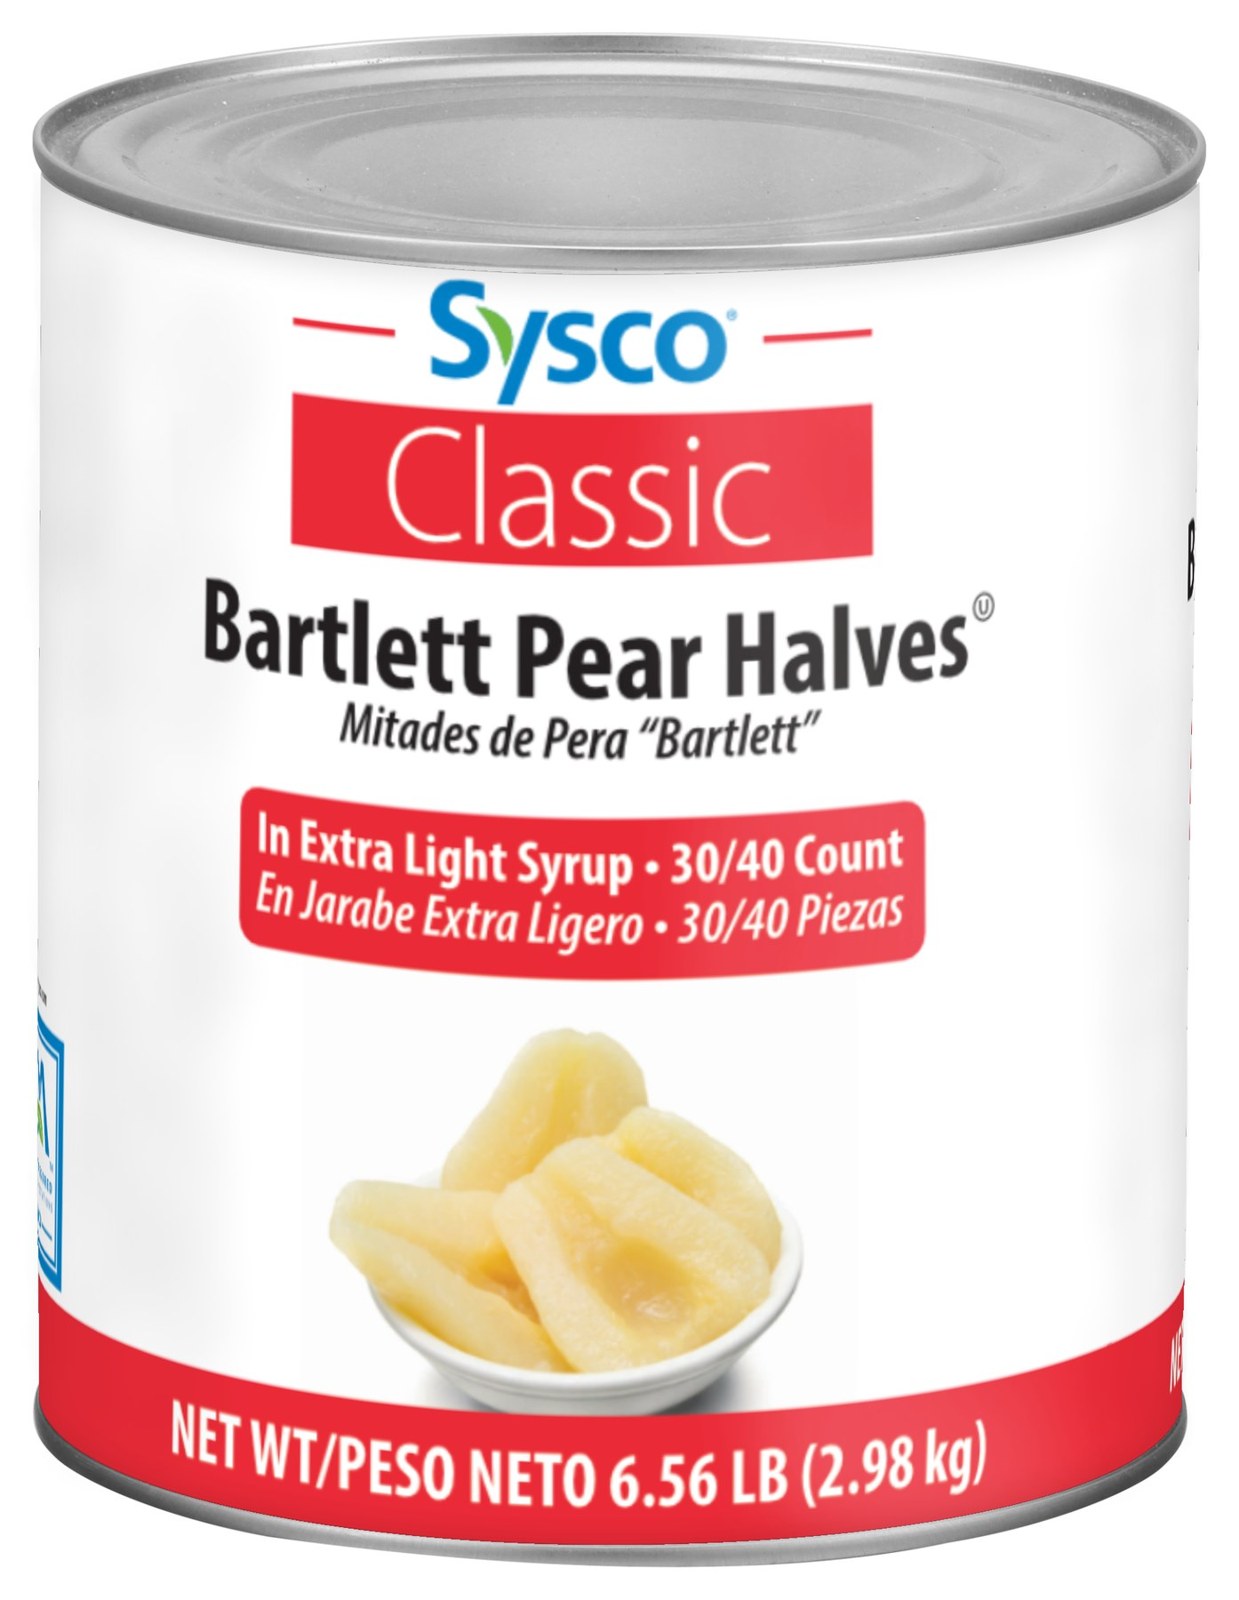 Sysco®
Classic
Bartlett Pear Halves Ⓤ
Mitades de Pera “Bartlett”
In Extra Light Syrup • 30/40 Count
En Jarabe Extra Ligero • 30/40 Piezas
NET WT/PESO NETO 6.56 LB (2.98 kg)